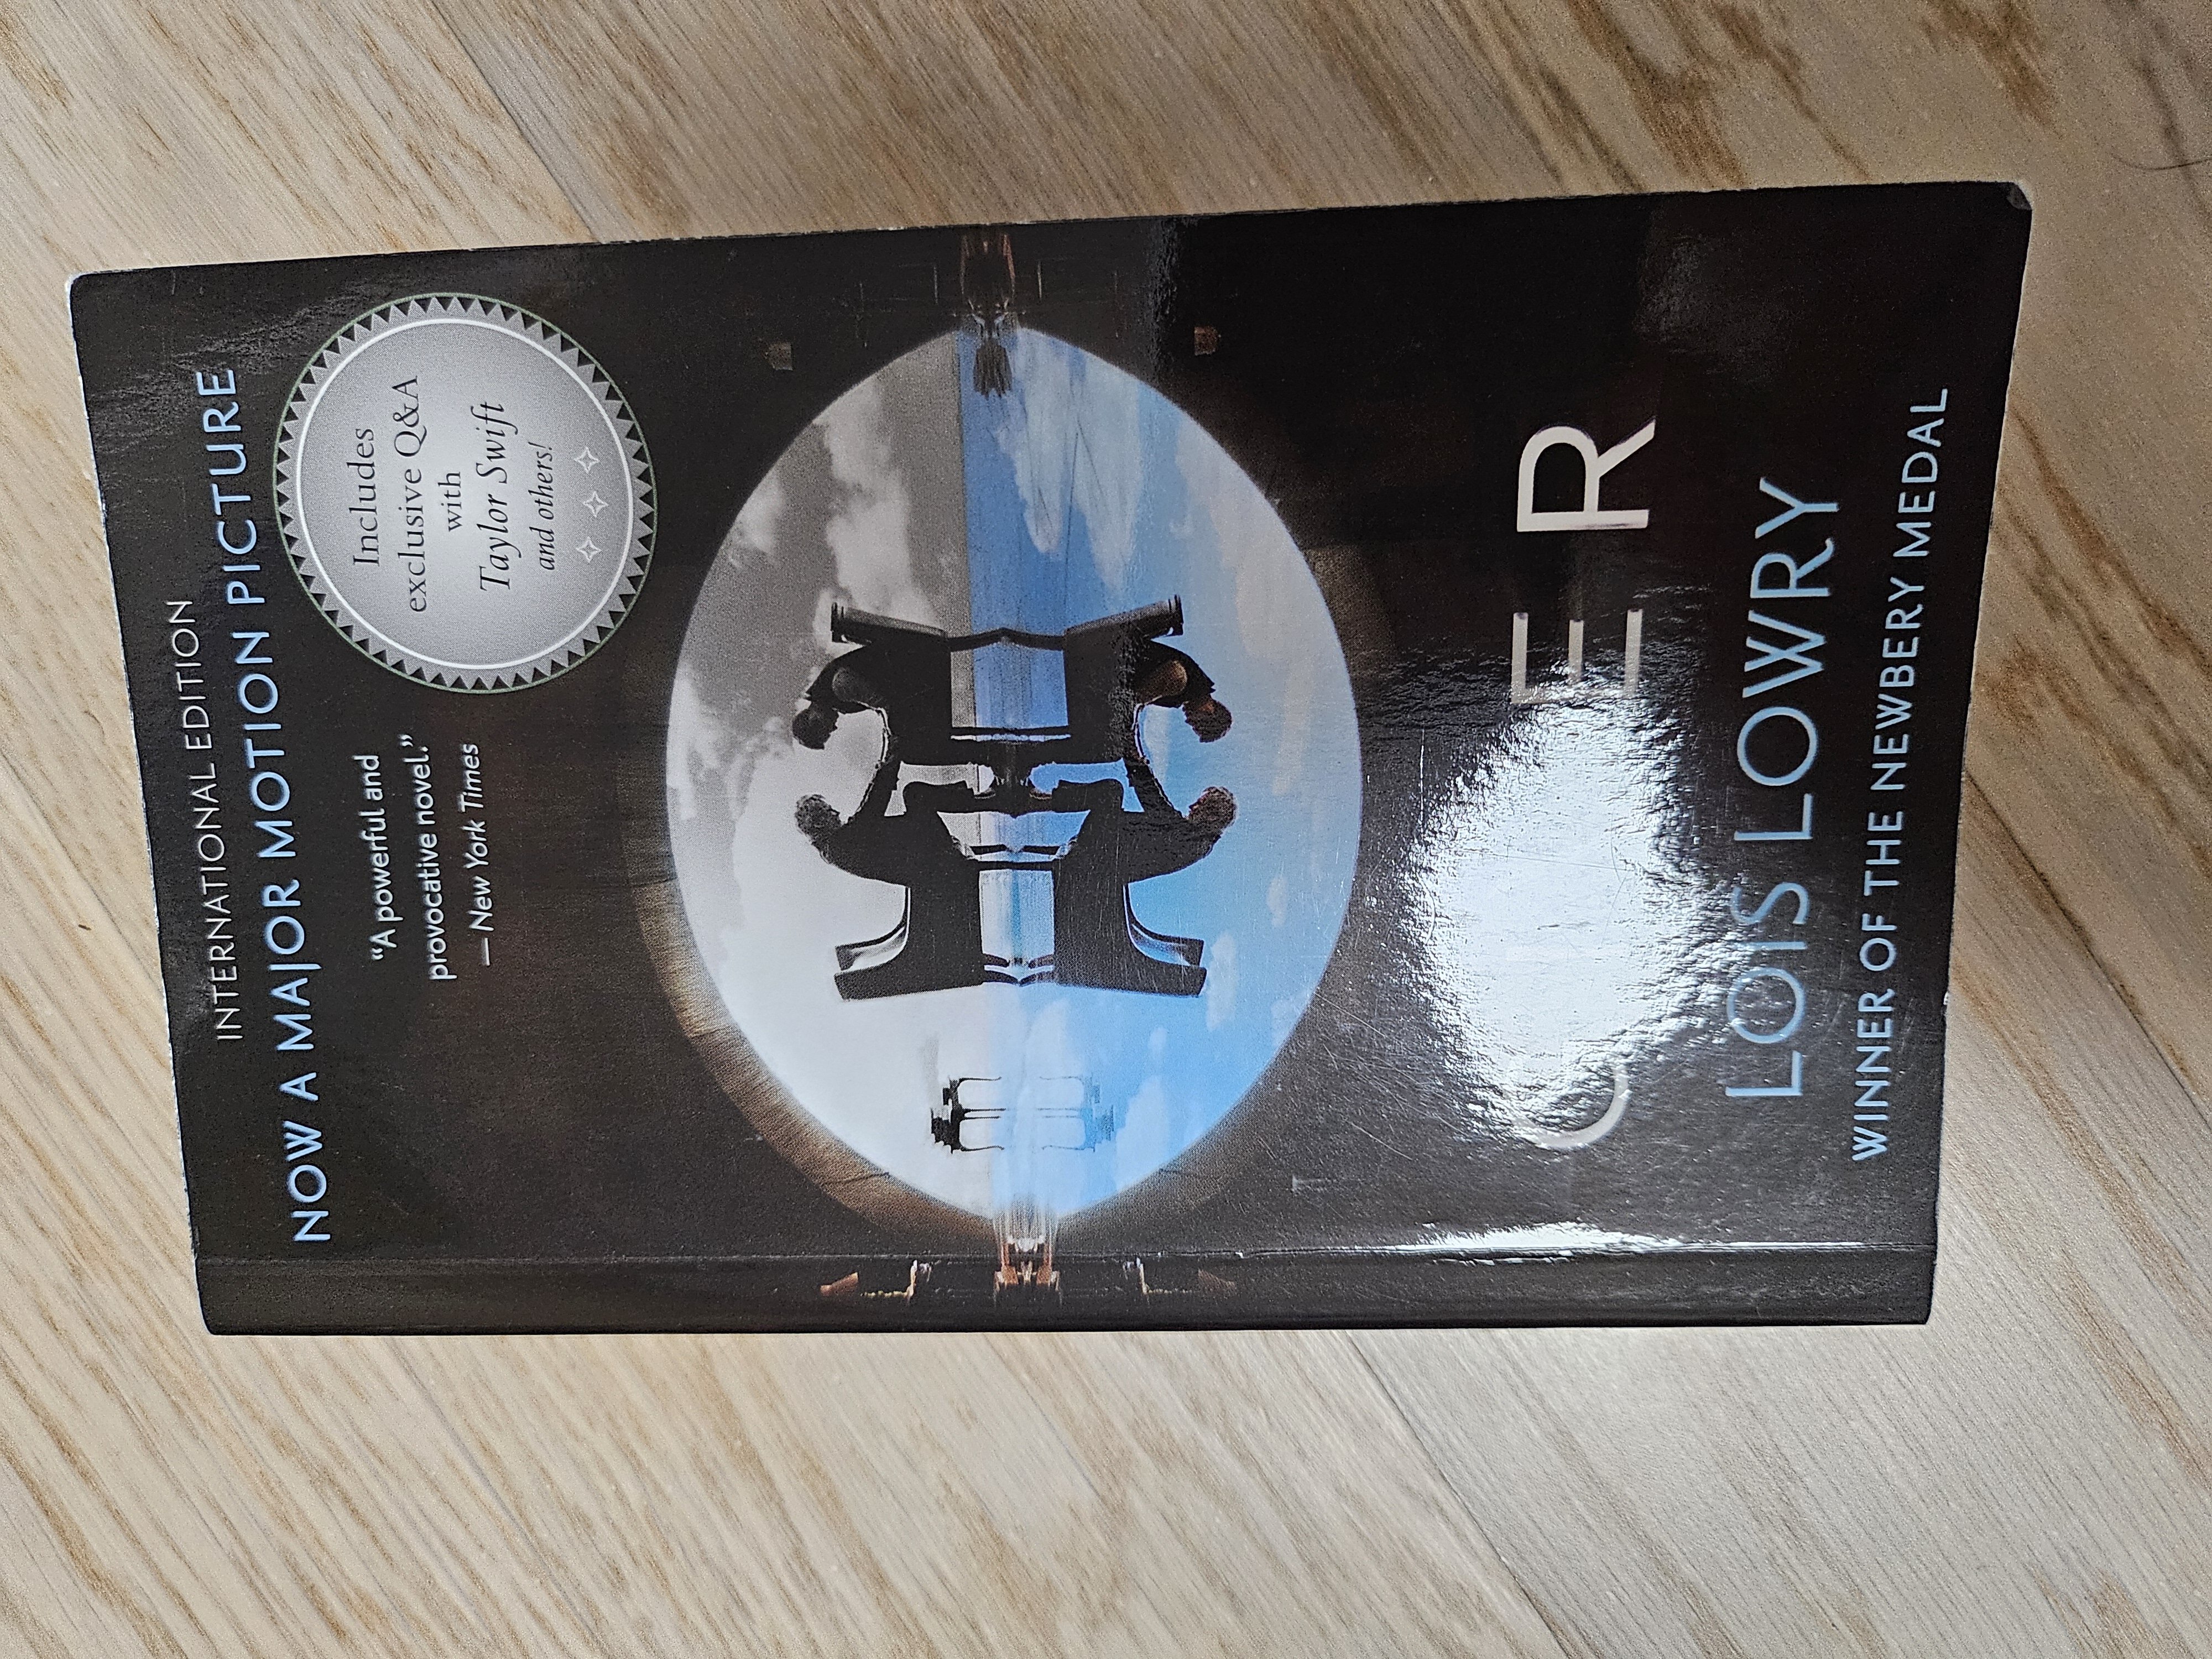 INTERNATIONAL EDITION
NOW A MAJOR MOTION PICTURE
"A powerful and
provocative novel."
—New York Times
Includes
exclusive Q&A
with
Taylor Swift
and others!
LOIS LOWRY
WINNER OF THE NEWBERY MEDAL